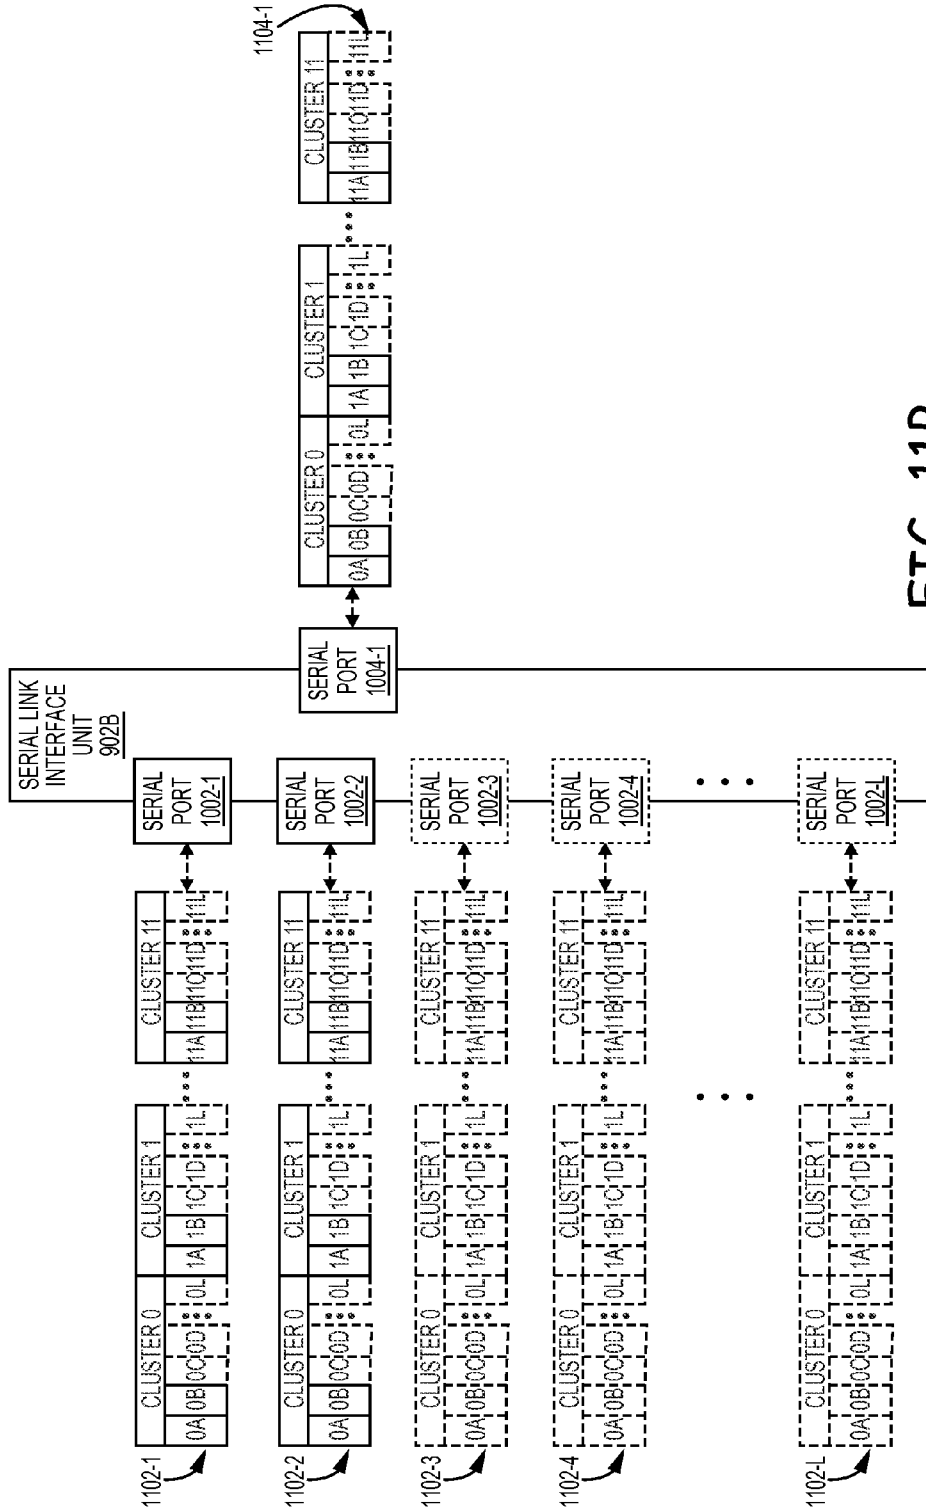 SERIAL LINK
INTERFACE
UNIT
902B
1102-1
CLUSTER 0 CLUSTER 1 CLUSTER 11
0A 0B 0C 0D 0L 1A 1B 1C 1D 1L 11A 11B 11C 11D 11L
SERIAL
PORT
1002-1
1102-2
CLUSTER 0 CLUSTER 1 CLUSTER 11
0A 0B 0C 0D 0L 1A 1B 1C 1D 1L 11A 11B 11C 11D 11L
SERIAL
PORT
1002-2
SERIAL
PORT
1004-1
CLUSTER 0 CLUSTER 1 CLUSTER 11
0A 0B 0C 0D 0L 1A 1B 1C 1D 1L 11A 11B 11C 11D 11L
1104-1
1102-3
CLUSTER 0 CLUSTER 1 CLUSTER 11
0A 0B 0C 0D 0L 1A 1B 1C 1D 1L 11A 11B 11C 11D 11L
SERIAL
PORT
1002-3
1102-4
CLUSTER 0 CLUSTER 1 CLUSTER 11
0A 0B 0C 0D 0L 1A 1B 1C 1D 1L 11A 11B 11C 11D 11L
SERIAL
PORT
1002-4
1102-L
CLUSTER 0 CLUSTER 1 CLUSTER 11
0A 0B 0C 0D 0L 1A 1B 1C 1D 1L 11A 11B 11C 11D 11L
SERIAL
PORT
1002-L
FIG.